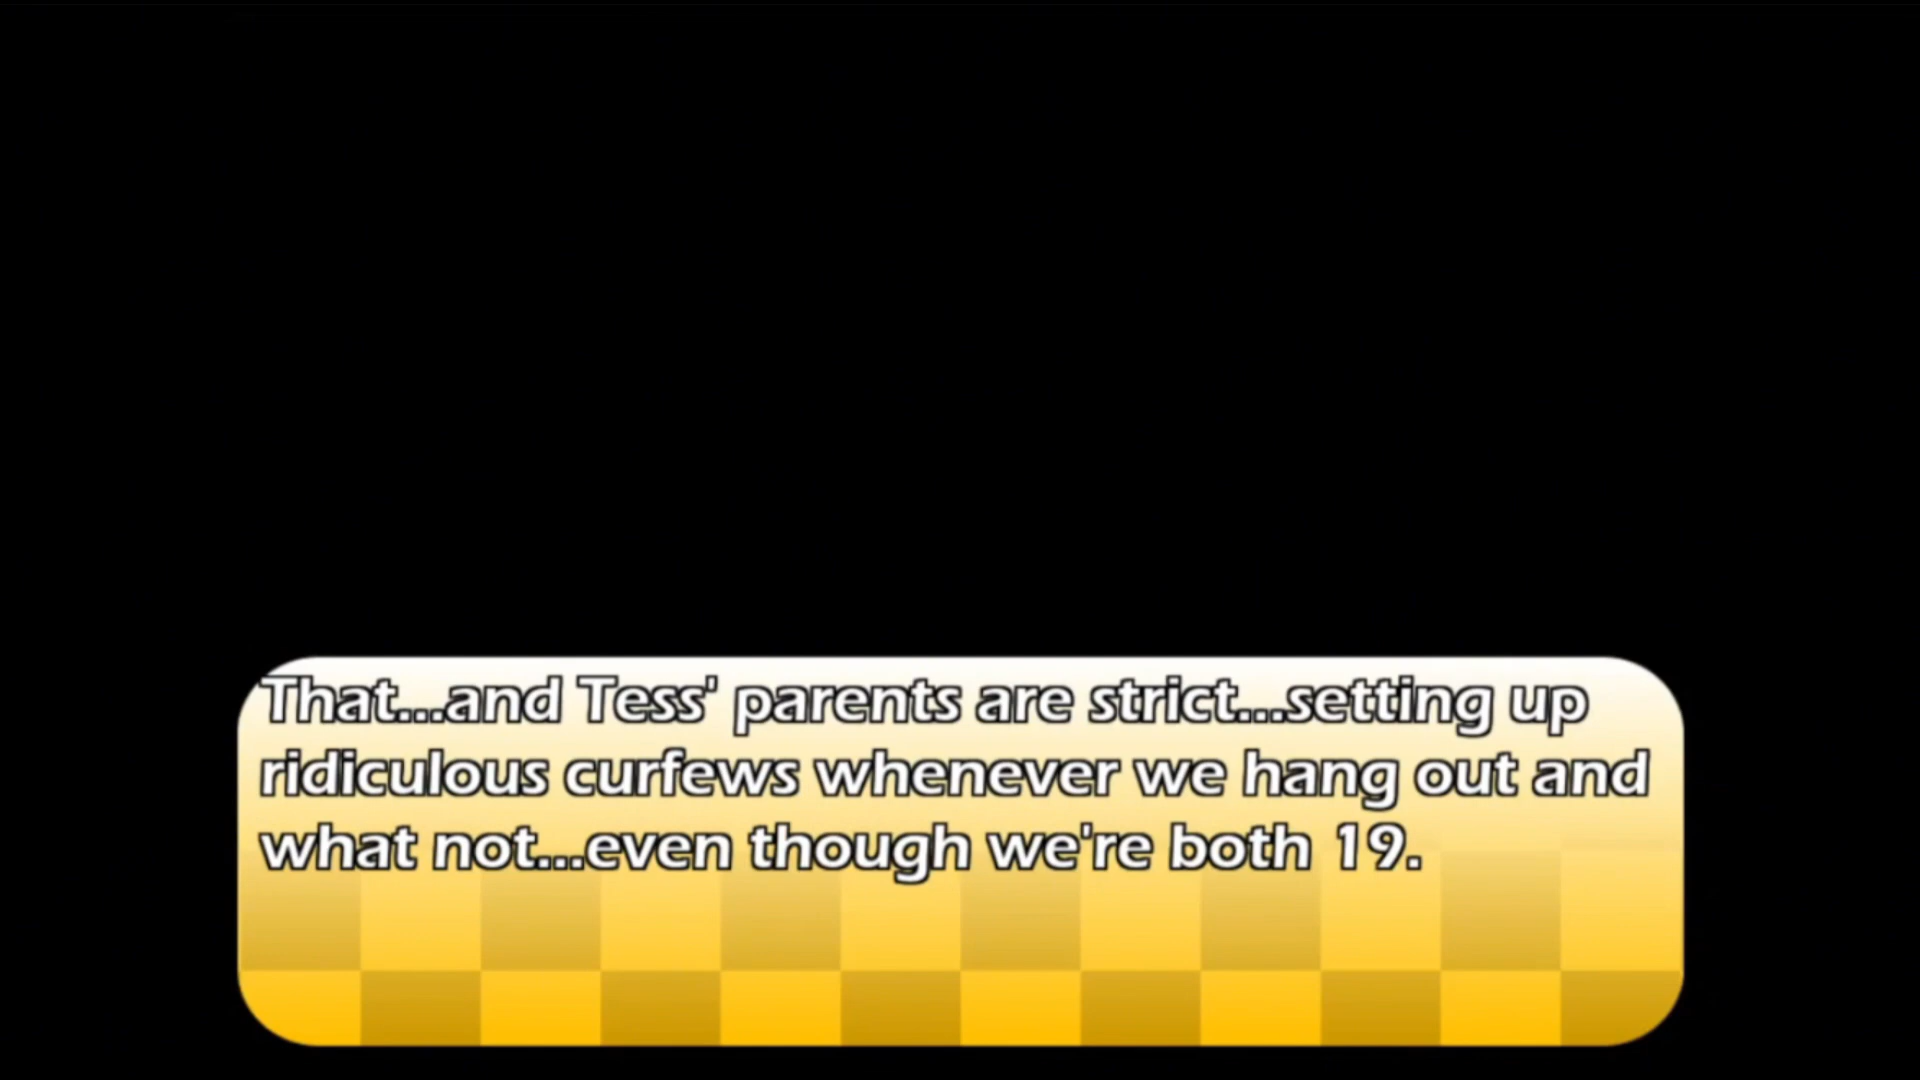 That...and Tess' parents are strict...setting up
ridiculous curfews whenever we hang out and
what not...even though we're both 19.